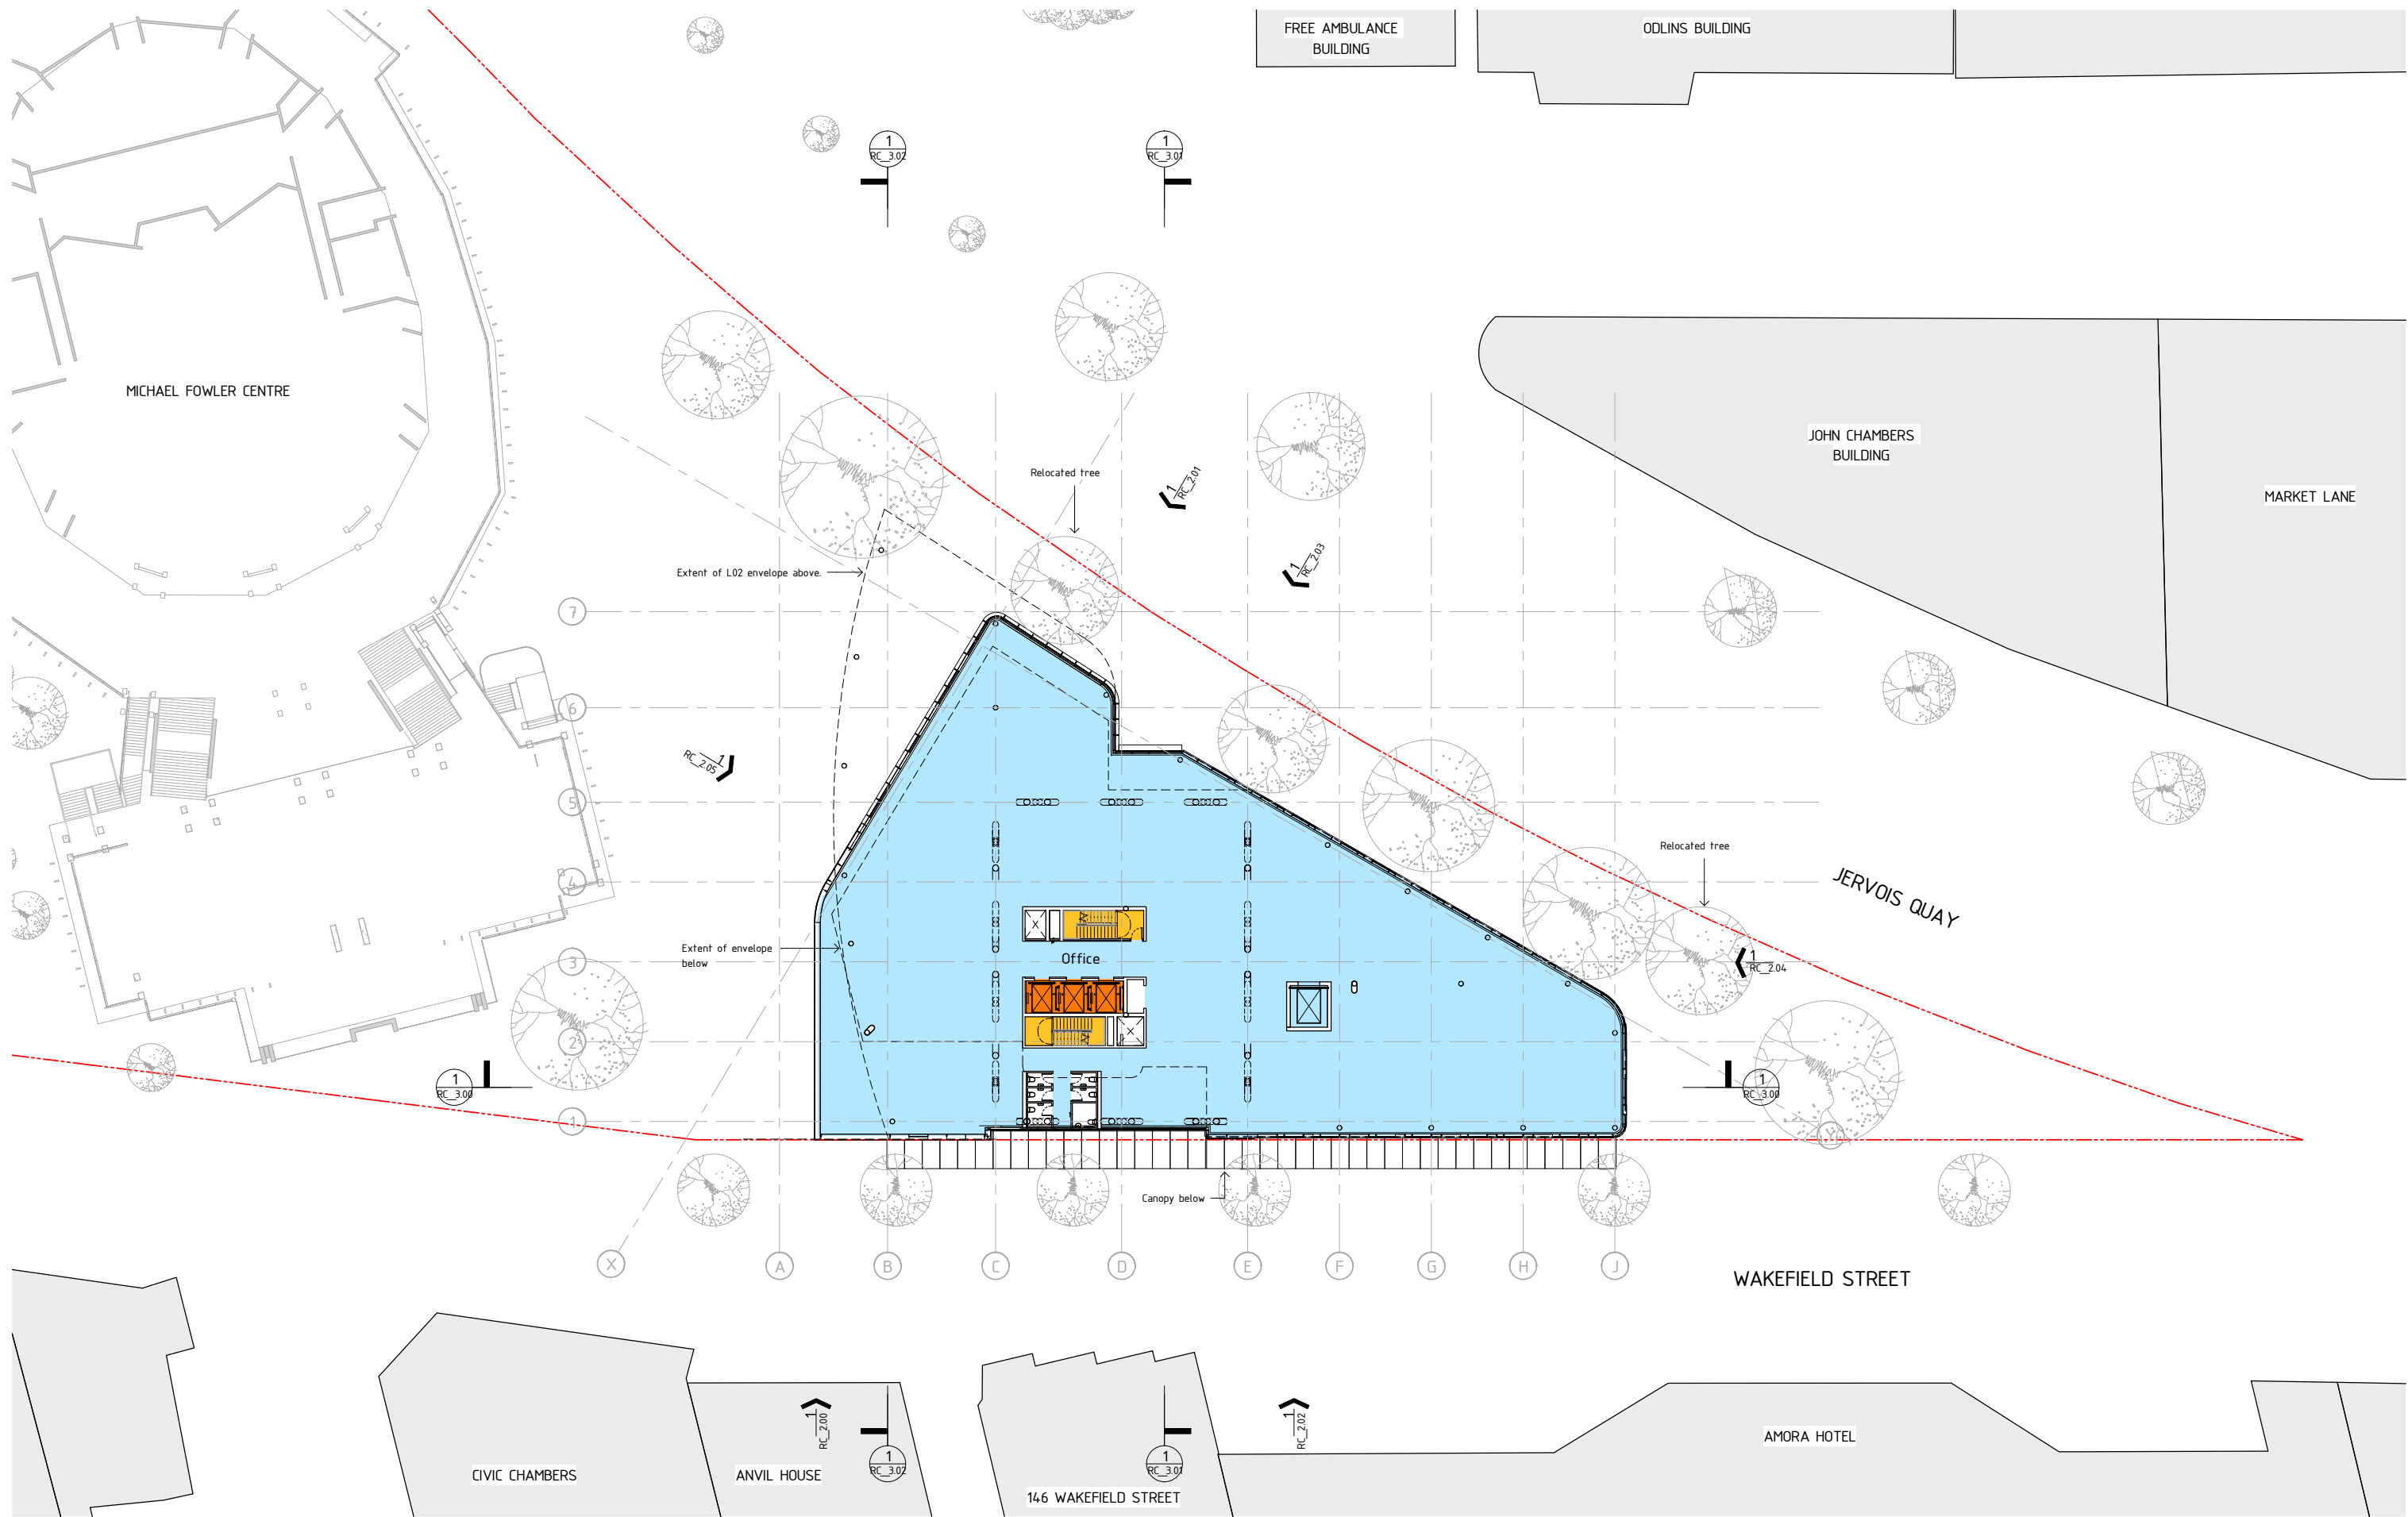 FREE AMBULANCE
BUILDING
ODLINS BUILDING
1
RC_3.02
1
RC_3.01
MICHAEL FOWLER CENTRE
JOHN CHAMBERS
BUILDING
MARKET LANE
Relocated tree
1
RC_2.01
1
RC_2.03
Extent of L02 envelope above.
7
6
5
4
3
2
1
1
RC_2.05
Relocated tree
JERVOIS QUAY
Extent of envelope
below
Office
1
RC_2.04
1
RC_3.00
1
RC_3.00
Y
Canopy below
X
A
B
C
D
E
F
G
H
J
WAKEFIELD STREET
1
RC_2.00
1
RC_2.02
AMORA HOTEL
CIVIC CHAMBERS
ANVIL HOUSE
1
RC_3.02
1
RC_3.01
146 WAKEFIELD STREET